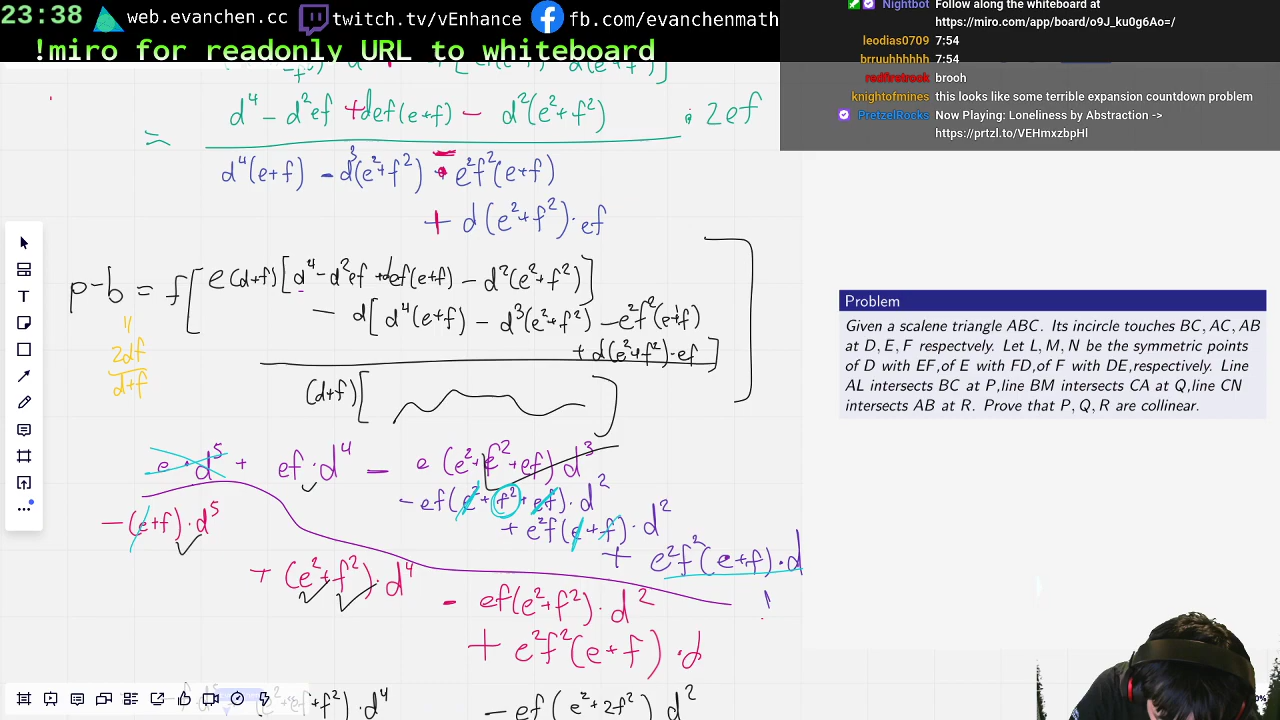 23:38
web.evanchen.cc
twitch.tv/vEnhance
fb.com/evanchenmath
!miro for readonly URL to whiteboard
Nightbot Follow along the whiteboard at
https://miro.com/app/board/o9J_ku0g6Ao=/
leodias0709 7:54
brruuhhhhhh 7:54
redfirstrook brooh
knightofmines this looks like some terrible expansion countdown problem
PretzelRocks Now Playing: Loneliness by Abstraction ->
https://prtzl.to/VEHmxzbpHl
d⁴ - d²ef + def(e+f) - d²(e²+f²)
· 2ef
d⁴(e+f) - d³(e²+f²) - e²f²(e+f)
+ d(e²+f²)·ef
p-b = f[ e(d+f)[d⁴-d²ef+def(e+f) - d²(e²+f²)]
- d[d⁴(e+f) - d³(e²+f²) - e²f²(e+f)
+ d(e²+f²)·ef]
(d+f)[ ]
2df
d+f
e·d⁵ + ef·d⁴ - e(e²+f²+ef)d³
- ef(e²+f²+ef)·d²
+ e²f(e+f)·d²
+ e²f²(e+f)·d
-(e+f)·d⁵
+ (e²+f²)·d⁴
- ef(e²+f²)·d²
+ e²f²(e+f)·d
- ef(e²+2f²) d²
Problem
Given a scalene triangle ABC. Its incircle touches BC, AC, AB
at D, E, F respectvely. Let L, M, N be the symmetric points
of D with EF,of E with FD,of F with DE,respectively. Line
AL intersects BC at P,line BM intersects CA at Q,line CN
intersects AB at R. Prove that P, Q, R are collinear.